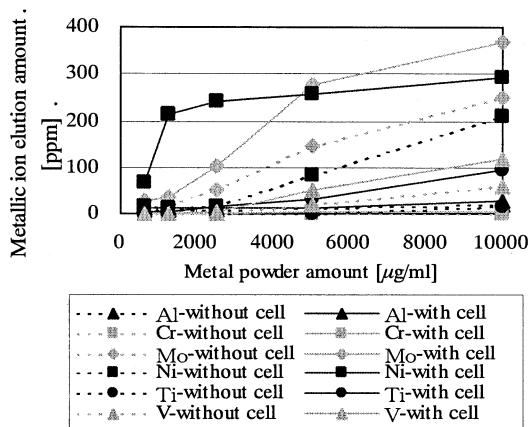 Metallic ion elution amount .
[ppm] .
400
300
200
100
0
0 2000 4000 6000 8000 10000
Metal powder amount [μg/ml]
Al-without cell Al-with cell
Cr-without cell Cr-with cell
Mo-without cell Mo-with cell
Ni-without cell Ni-with cell
Ti-without cell Ti-with cell
V-without cell V-with cell